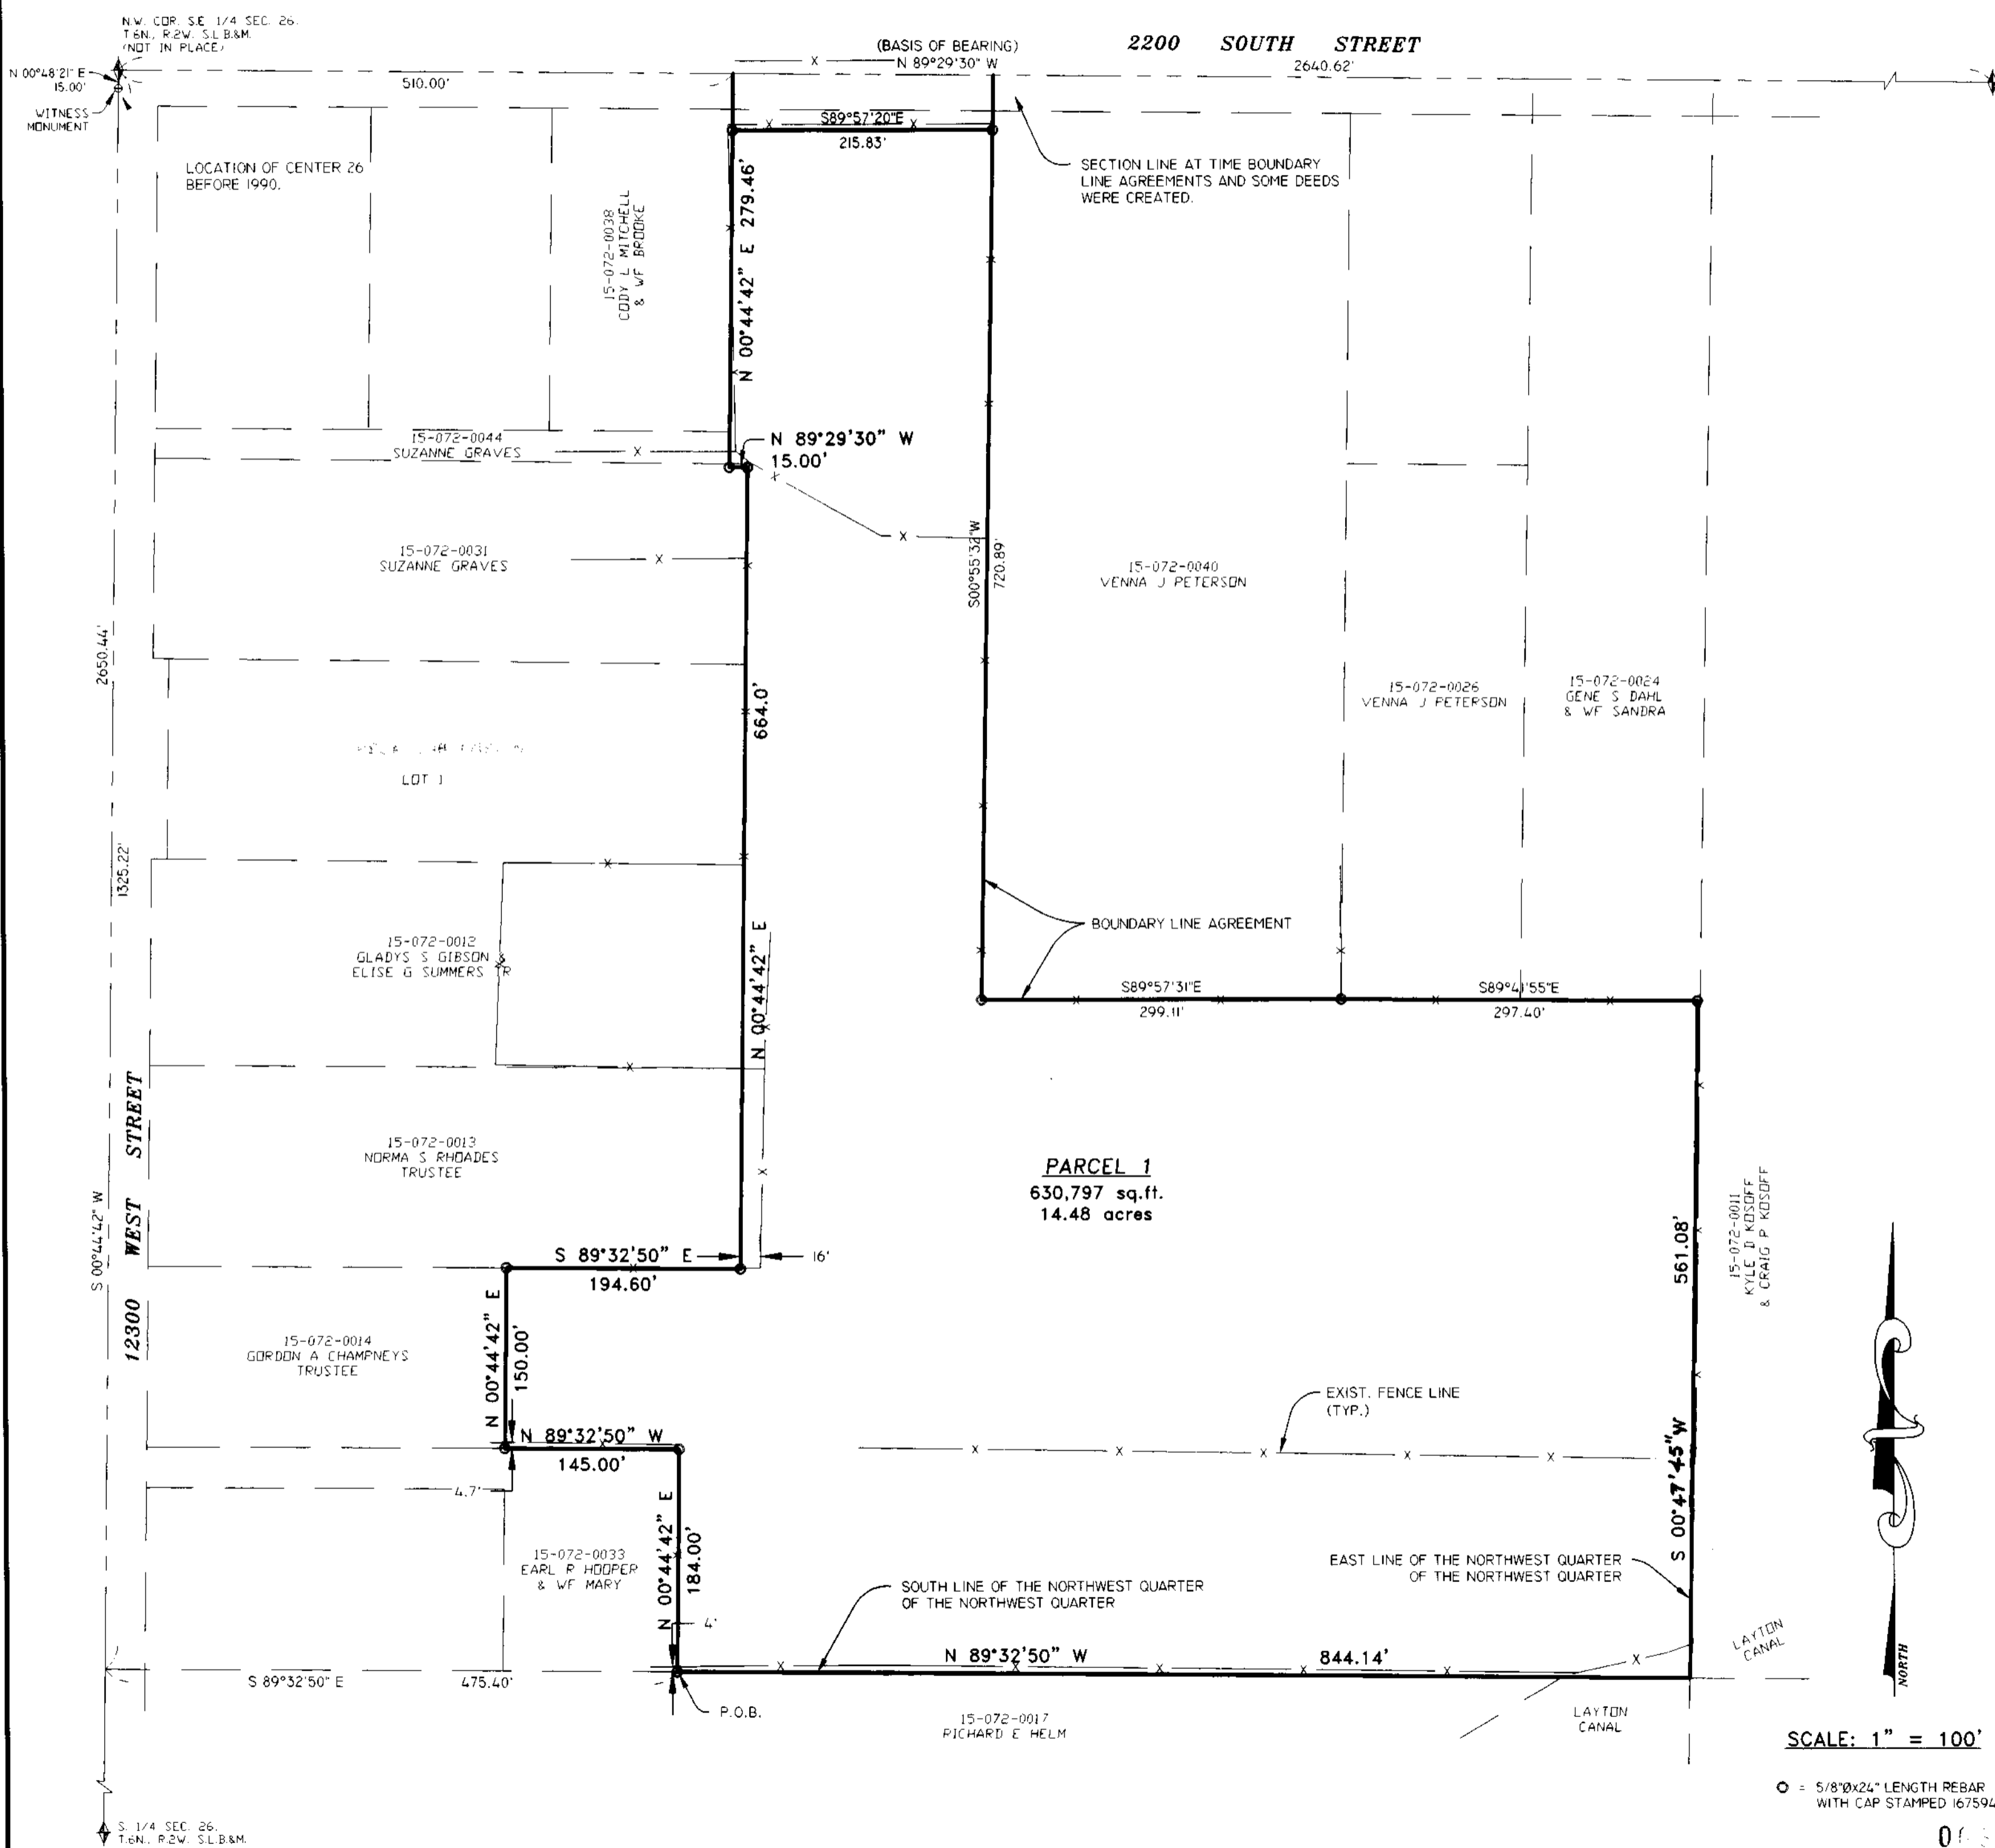 N.W. COR. S.E 1/4 SEC. 26.
T.6N., R.2W. S.L.B.&M.
(NOT IN PLACE)
N 00°48'21" E
15.00'
WITNESS
MONUMENT
510.00'
(BASIS OF BEARING)
N 89°29'30" W
2200 SOUTH STREET
2640.62'
S89°57'20"E
215.83'
LOCATION OF CENTER 26
BEFORE 1990.
SECTION LINE AT TIME BOUNDARY
LINE AGREEMENTS AND SOME DEEDS
WERE CREATED.
15-072-0038
CODY L MITCHELL
& WF BROOKE
N 00°44'42" E 279.46'
15-072-0044
SUZANNE GRAVES
N 89°29'30" W
15.00'
15-072-0031
SUZANNE GRAVES
S00°55'32"W
720.89'
15-072-0040
VENNA J PETERSON
2650.44'
664.0'
15-072-0026
VENNA J PETERSON
15-072-0024
GENE S DAHL
& WF SANDRA
LOT 1
1325.22'
15-072-0012
GLADYS S GIBSON &
ELISE G SUMMERS TR
N 00°44'42" E
BOUNDARY LINE AGREEMENT
S89°57'31"E
299.11'
S89°41'55"E
297.40'
15-072-0013
NORMA S RHOADES
TRUSTEE
PARCEL 1
630,797 sq.ft.
14.48 acres
12300 WEST STREET
S 00°44'42" W
S 89°32'50" E
194.60'
16'
561.08'
15-072-0011
KYLE D KOSOFF
& CRAIG P KOSOFF
15-072-0014
GORDON A CHAMPNEYS
TRUSTEE
N 00°44'42" E
150.00'
EXIST. FENCE LINE
(TYP.)
N 89°32'50" W
145.00'
4.7'
S 00°47'45" W
15-072-0033
EARL R HOOPER
& WF MARY
N 00°44'42" E
184.00'
4'
SOUTH LINE OF THE NORTHWEST QUARTER
OF THE NORTHWEST QUARTER
EAST LINE OF THE NORTHWEST QUARTER
OF THE NORTHWEST QUARTER
N 89°32'50" W
844.14'
LAYTON
CANAL
NORTH
S 89°32'50" E
475.40'
P.O.B.
15-072-0017
RICHARD E HELM
LAYTON
CANAL
SCALE: 1" = 100'
= 5/8"Øx24" LENGTH REBAR
WITH CAP STAMPED 167594
S. 1/4 SEC. 26.
T.6N., R.2W. S.L.B.&M.